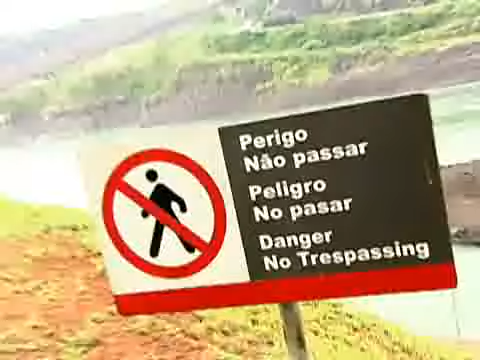 Perigo
Não passar
Peligro
No pasar
Danger
No Trespassing